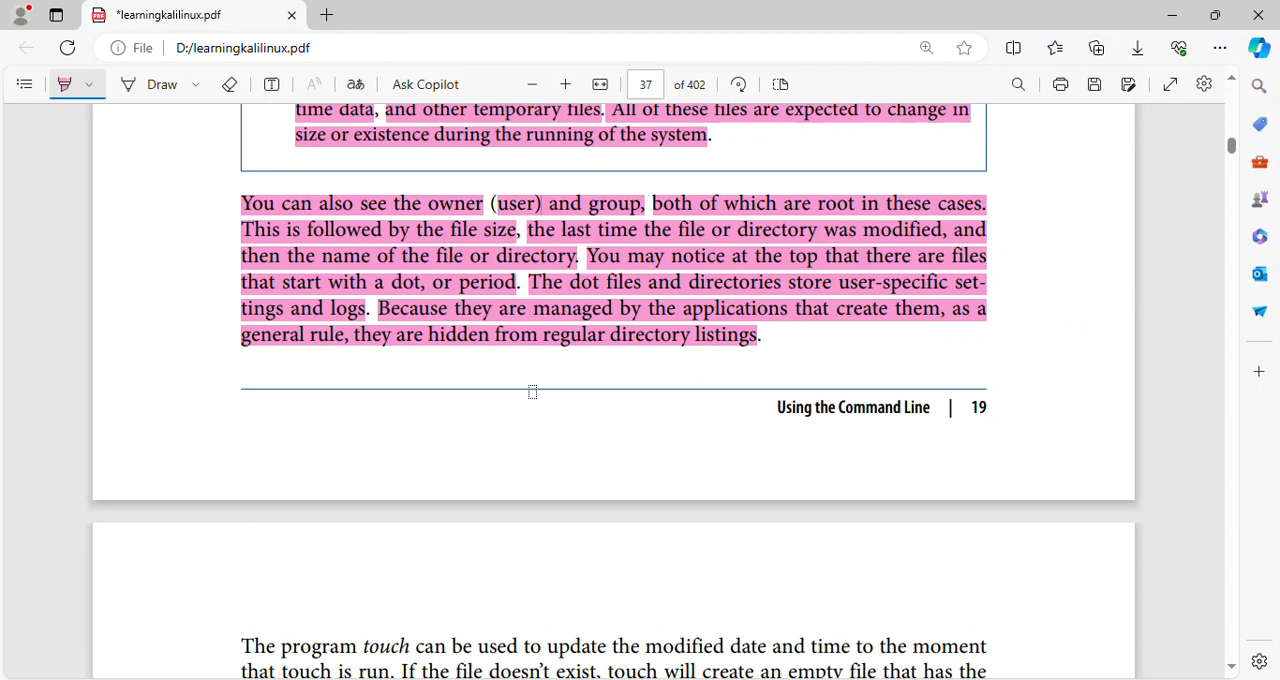 *learningkalilinux.pdf
File
D:/learningkalilinux.pdf
Draw
A
aあ
Ask Copilot
37 of 402
time data, and other temporary files. All of these files are expected to change in
size or existence during the running of the system.
You can also see the owner (user) and group, both of which are root in these cases.
This is followed by the file size, the last time the file or directory was modified, and
then the name of the file or directory. You may notice at the top that there are files
that start with a dot, or period. The dot files and directories store user-specific set-
tings and logs. Because they are managed by the applications that create them, as a
general rule, they are hidden from regular directory listings.
Using the Command Line | 19
The program touch can be used to update the modified date and time to the moment
that touch is run. If the file doesn't exist, touch will create an empty file that has the